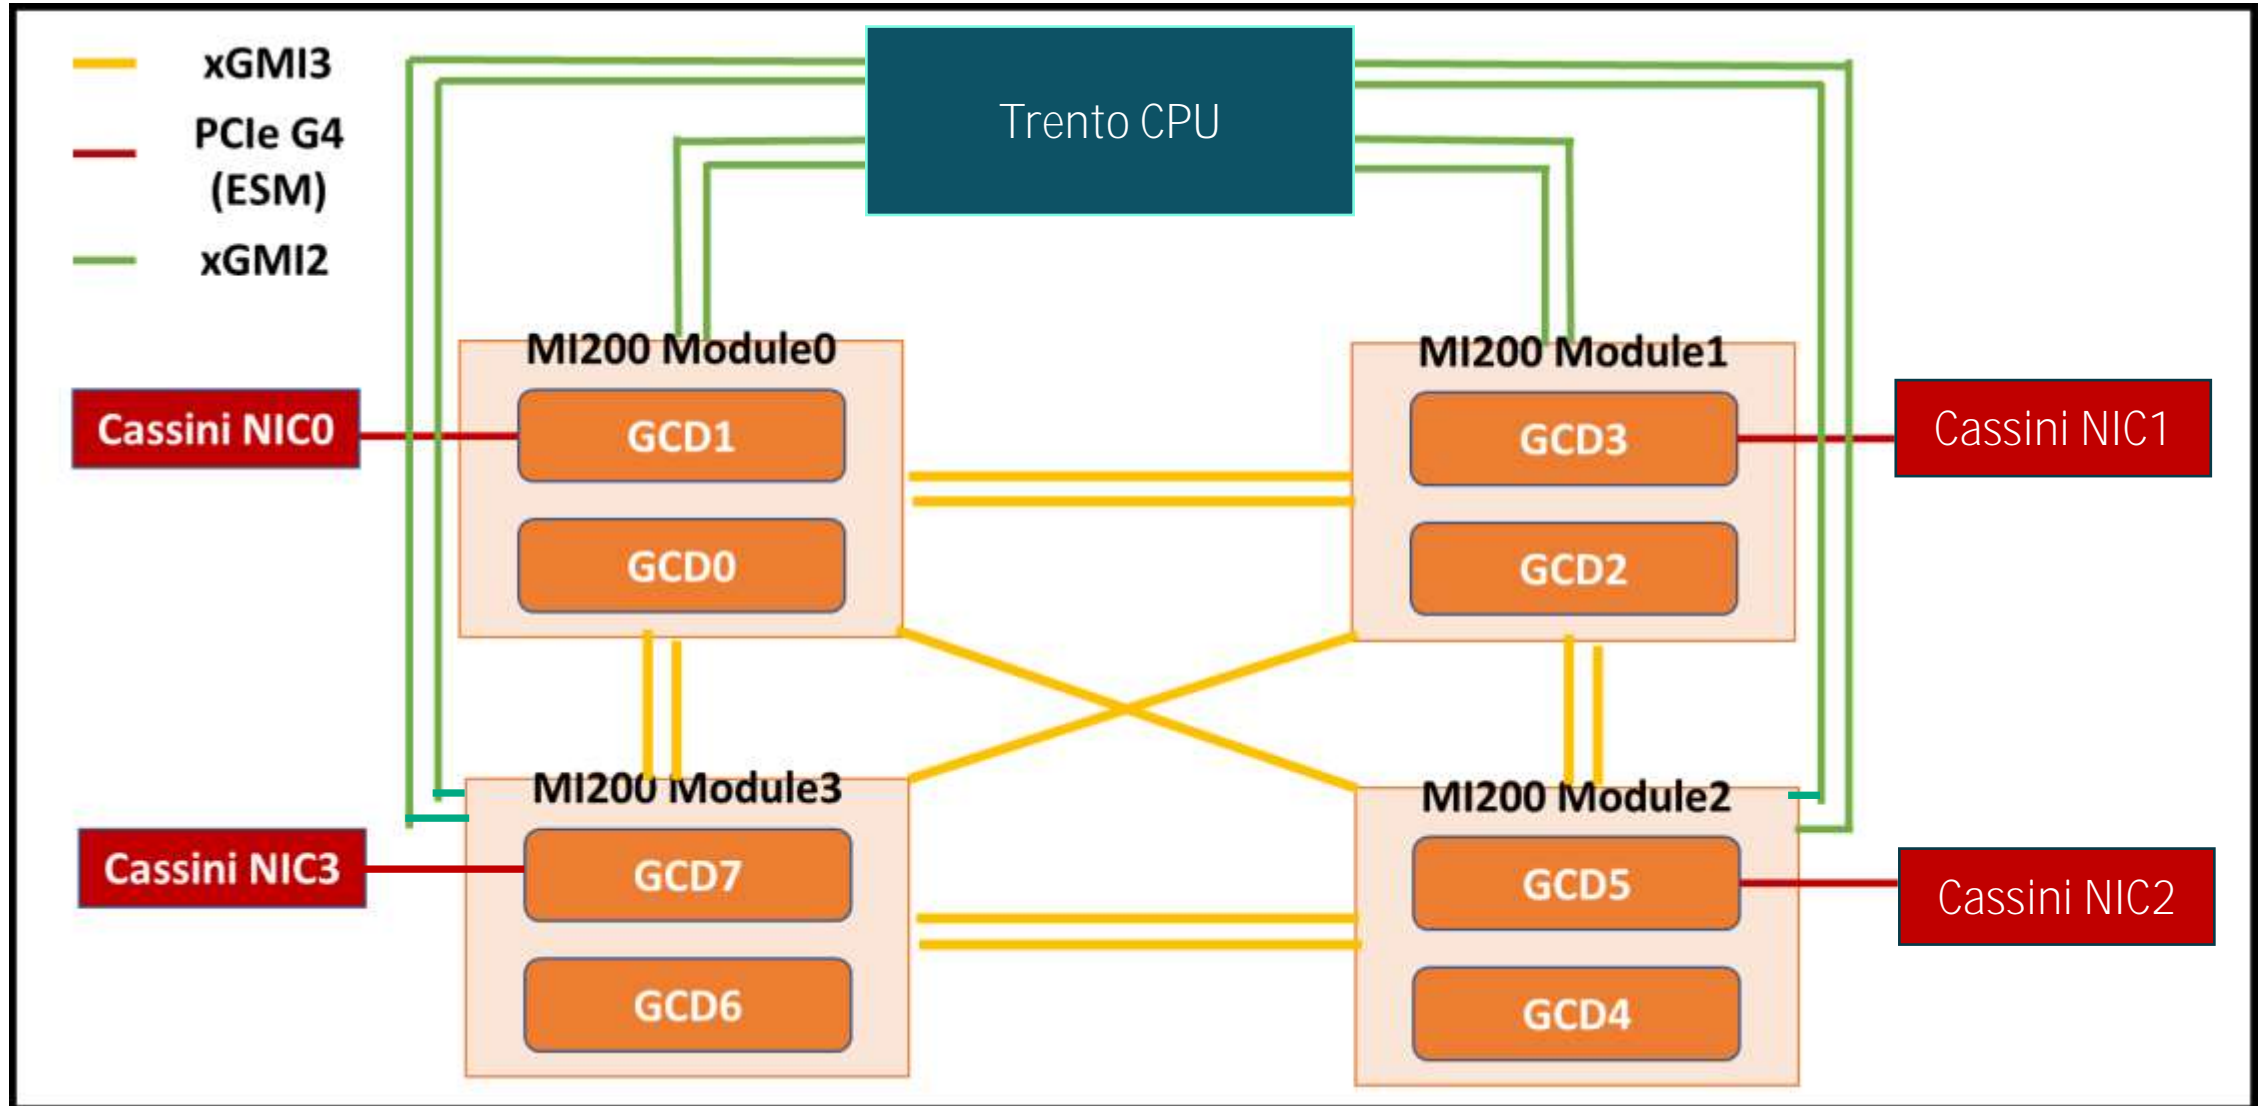 xGMI3
PCIe G4
(ESM)
xGMI2
Trento CPU
MI200 Module0
GCD1
GCD0
Cassini NIC0
MI200 Module1
GCD3
GCD2
Cassini NIC1
MI200 Module3
GCD7
GCD6
Cassini NIC3
MI200 Module2
GCD5
GCD4
Cassini NIC2